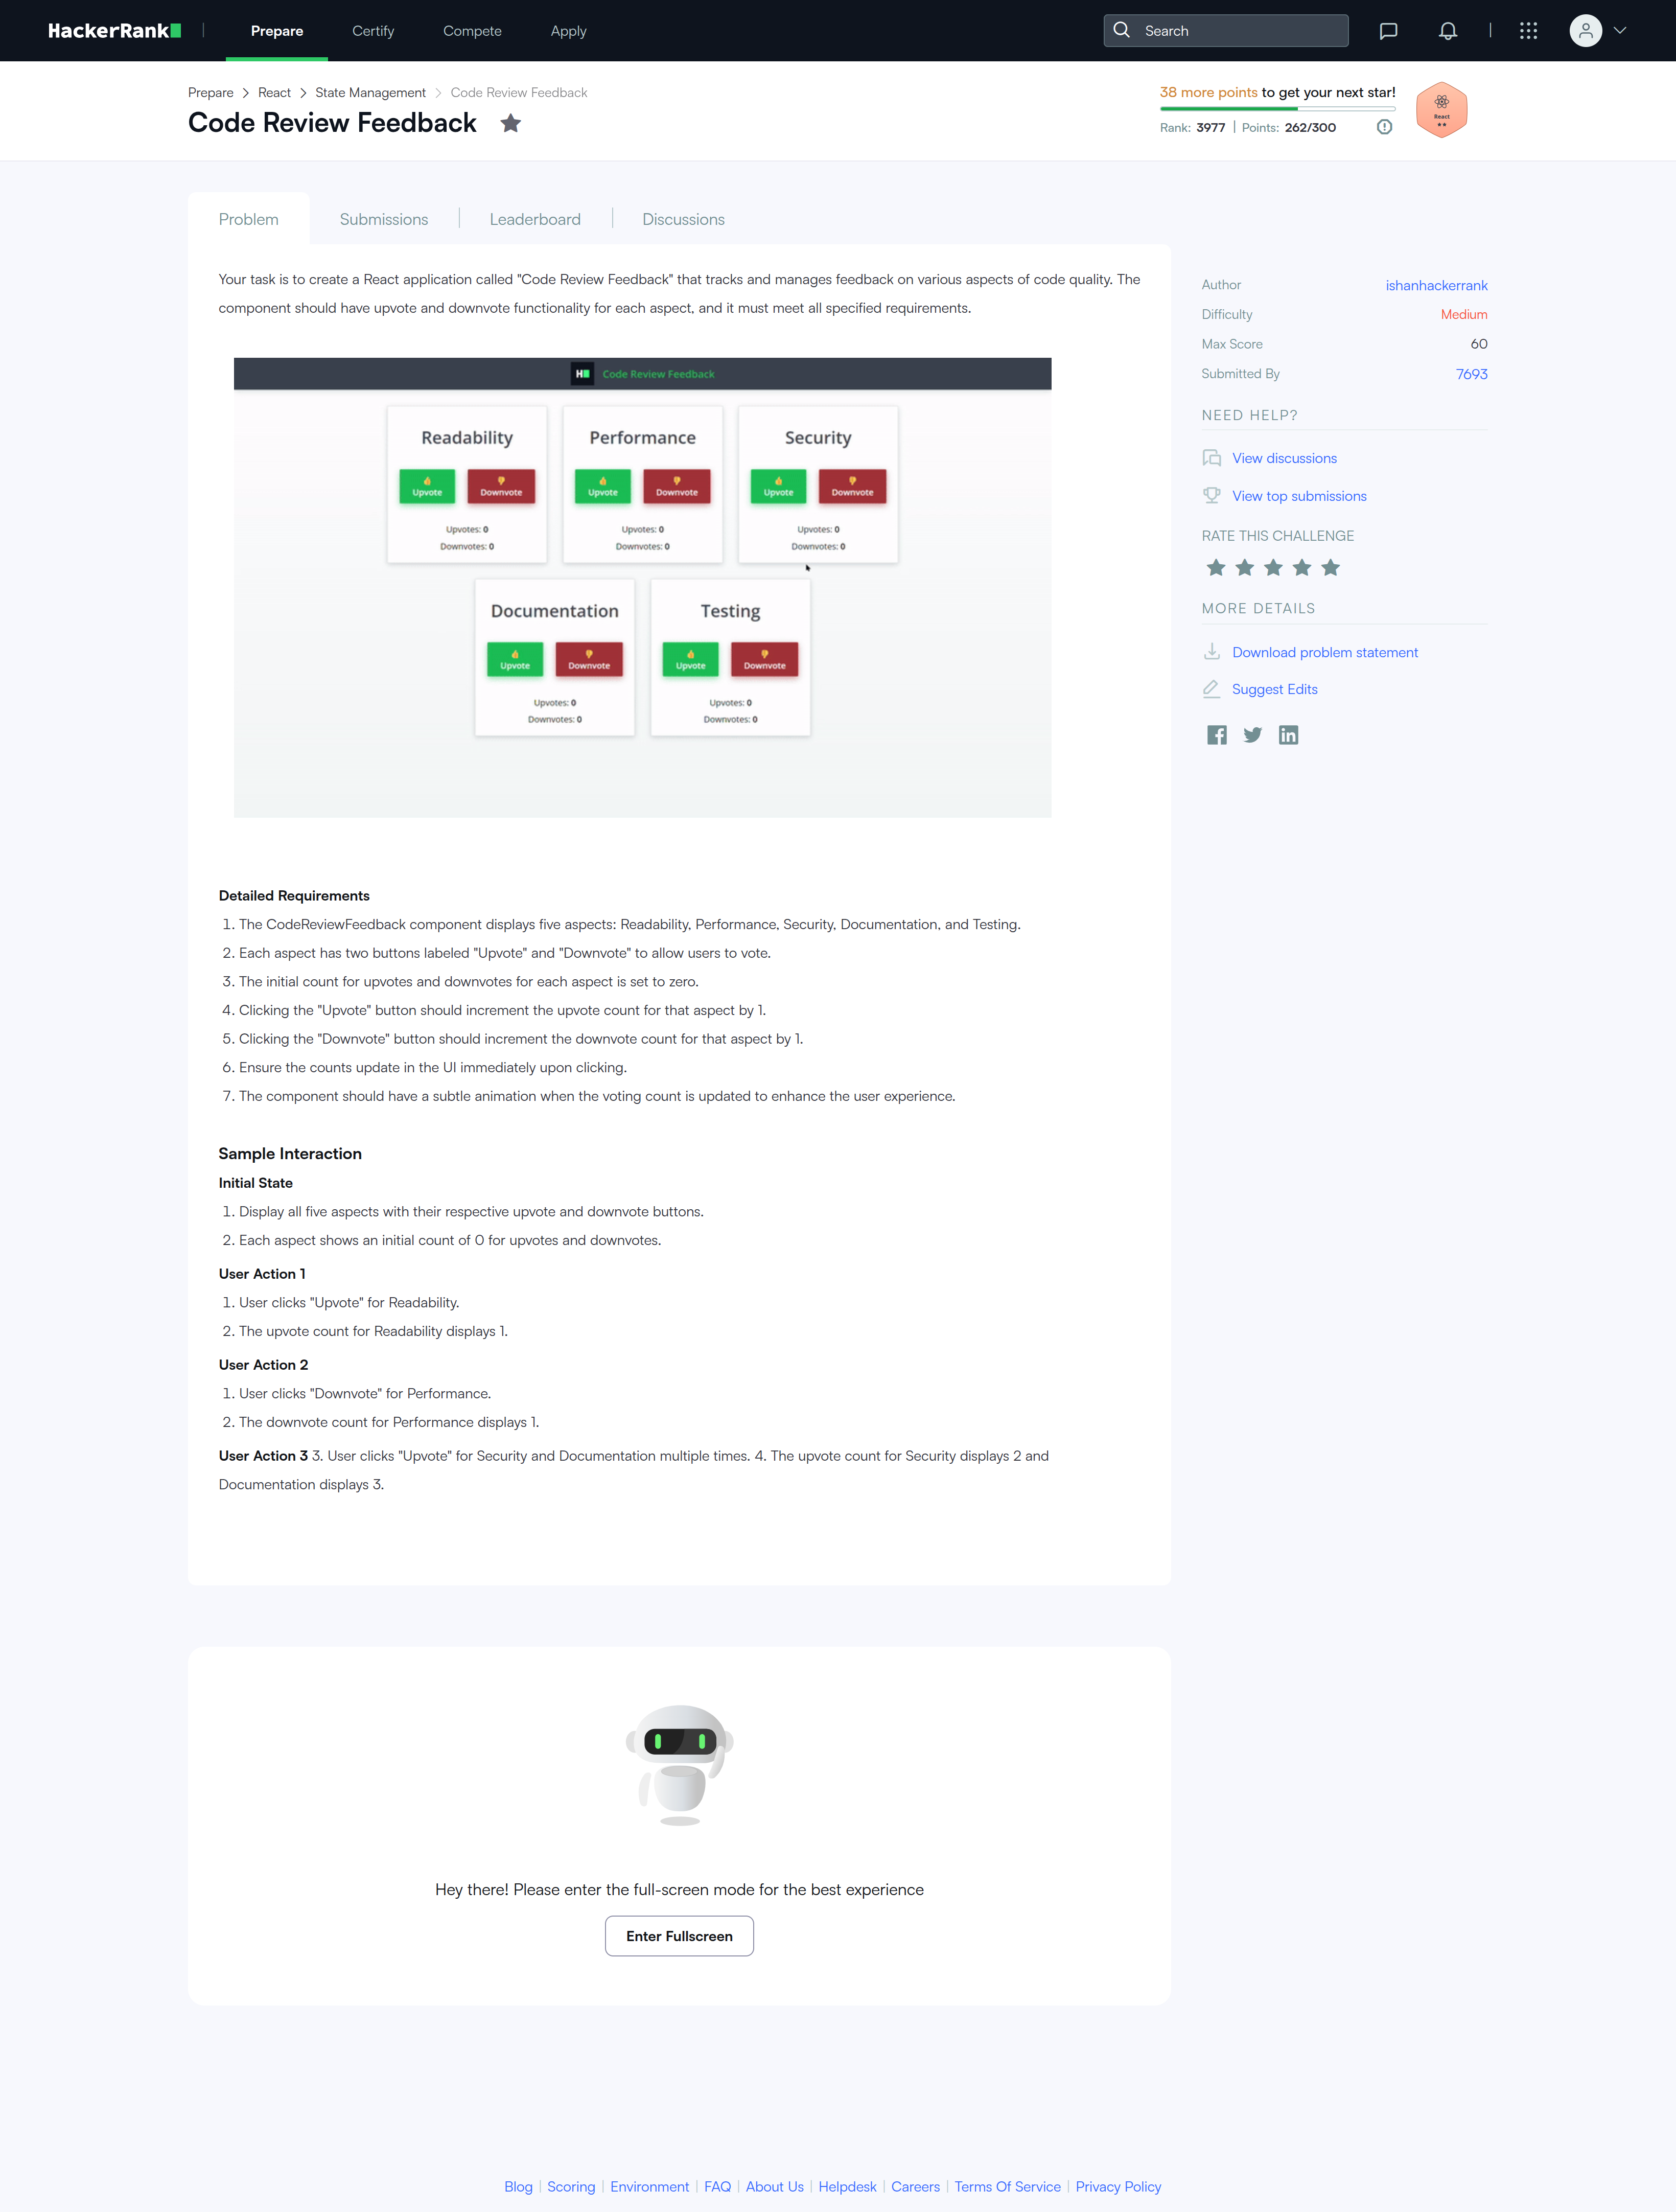 HackerRank
Prepare
Certify
Compete
Apply
Search
Prepare > React > State Management > Code Review Feedback
Code Review Feedback
38 more points to get your next star!
Rank: 3977 | Points: 262/300
React
Problem
Submissions
Leaderboard
Discussions
Your task is to create a React application called "Code Review Feedback" that tracks and manages feedback on various aspects of code quality. The
component should have upvote and downvote functionality for each aspect, and it must meet all specified requirements.
H
Code Review Feedback
Readability
Upvote
Downvote
Upvotes: 0
Downvotes: 0
Performance
Upvote
Downvote
Upvotes: 0
Downvotes: 0
Security
Upvote
Downvote
Upvotes: 0
Downvotes: 0
Documentation
Upvote
Downvote
Upvotes: 0
Downvotes: 0
Testing
Upvote
Downvote
Upvotes: 0
Downvotes: 0
Detailed Requirements
1. The CodeReviewFeedback component displays five aspects: Readability, Performance, Security, Documentation, and Testing.
2. Each aspect has two buttons labeled "Upvote" and "Downvote" to allow users to vote.
3. The initial count for upvotes and downvotes for each aspect is set to zero.
4. Clicking the "Upvote" button should increment the upvote count for that aspect by 1.
5. Clicking the "Downvote" button should increment the downvote count for that aspect by 1.
6. Ensure the counts update in the UI immediately upon clicking.
7. The component should have a subtle animation when the voting count is updated to enhance the user experience.
Sample Interaction
Initial State
1. Display all five aspects with their respective upvote and downvote buttons.
2. Each aspect shows an initial count of 0 for upvotes and downvotes.
User Action 1
1. User clicks "Upvote" for Readability.
2. The upvote count for Readability displays 1.
User Action 2
1. User clicks "Downvote" for Performance.
2. The downvote count for Performance displays 1.
User Action 3 3. User clicks "Upvote" for Security and Documentation multiple times. 4. The upvote count for Security displays 2 and
Documentation displays 3.
Author ishanhackerrank
Difficulty Medium
Max Score 60
Submitted By 7693
NEED HELP?
View discussions
View top submissions
RATE THIS CHALLENGE
MORE DETAILS
Download problem statement
Suggest Edits
Hey there! Please enter the full-screen mode for the best experience
Enter Fullscreen
Blog | Scoring | Environment | FAQ | About Us | Helpdesk | Careers | Terms Of Service | Privacy Policy